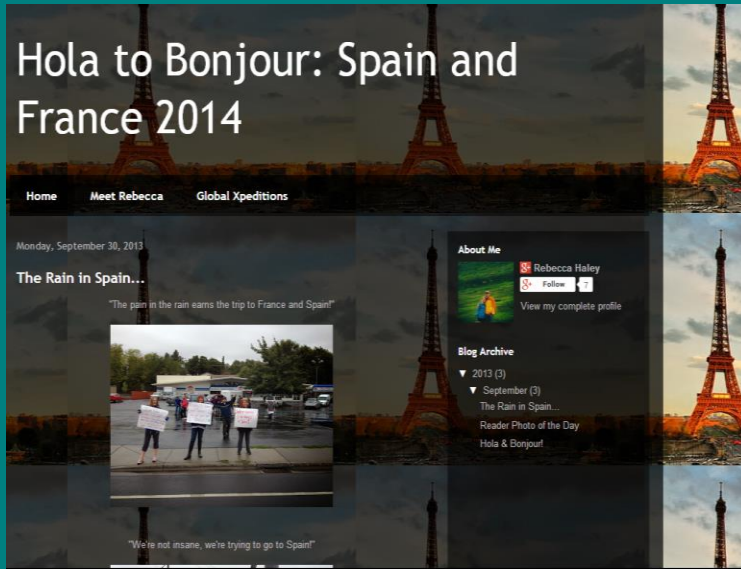 Hola to Bonjour: Spain and
France 2014
Home Meet Rebecca Global Xpeditions
Monday, September 30, 2013
The Rain in Spain...
"The pain in the rain earns the trip to France and Spain!"
"We're not insane, we're trying to go to Spain!"
About Me
Rebecca Haley
Follow 7
View my complete profile
Blog Archive
▼ 2013 (3)
▼ September (3)
The Rain in Spain...
Reader Photo of the Day
Hola & Bonjour!